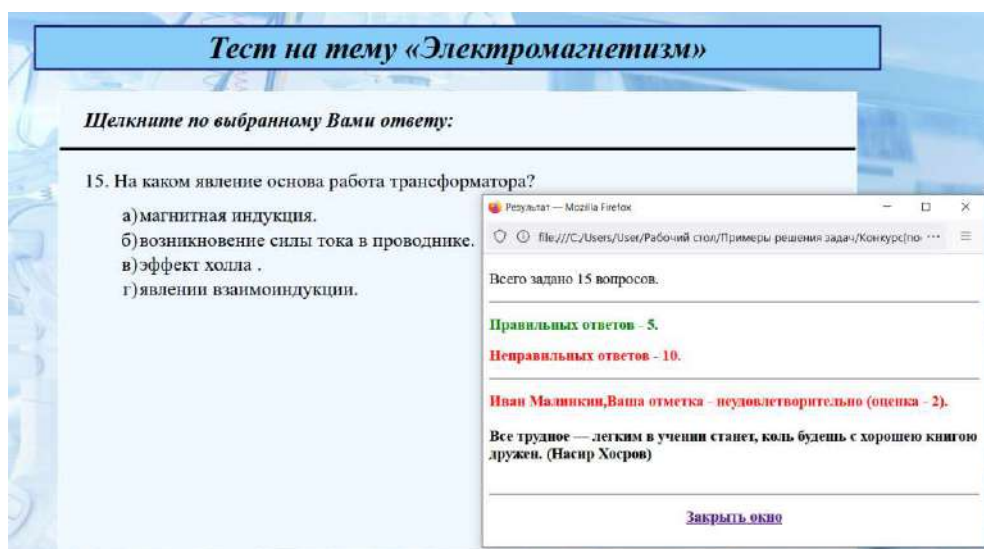 Тест на тему «Электромагнетизм»
Щелкните по выбранному Вами ответу:
15. На каком явление основа работа трансформатора?
а)магнитная индукция.
б)возникновение силы тока в проводнике.
в)эффект холла .
г)явлении взаимоиндукции.
Результат — Mozilla Firefox
file:///C:/Users/User/Рабочий стол/Примеры решения задач/Конкурс(по
Всего задано 15 вопросов.
Правильных ответов - 5.
Неправильных ответов - 10.
Иван Малинкин,Ваша отметка - неудовлетворительно (оценка - 2).
Все трудное — легким в учении станет, коль будешь с хорошею книгою
дружен. (Насир Хосров)
Закрыть окно